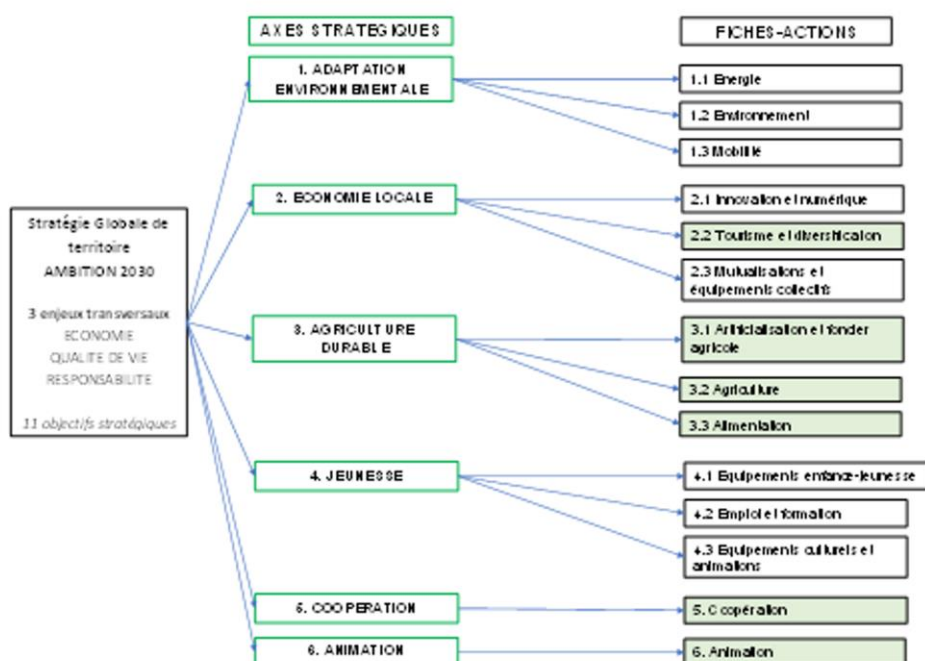 AXES STRATEGIQUES
FICHES-ACTIONS
1. ADAPTATION
ENVIRONNEMENTALE
1.1 Energie
1.2 Environnement
1.3 Mobilité
2. ECONOMIE LOCALE
2.1 Innovation et numérique
2.2 Tourisme et diversification
2.3 Mutualisations et
équipements collectifs
Stratégie Globale de
territoire
AMBITION 2030
3 enjeux transversaux
ECONOMIE
QUALITE DE VIE
RESPONSABILITE
11 objectifs stratégiques
3. AGRICULTURE
DURABLE
3.1 Artificialisation et foncier
agricole
3.2 Agriculture
3.3 Alimentation
4. JEUNESSE
4.1 Equipements enfance-jeunesse
4.2 Emploi et formation
4.3 Equipements culturels et
animations
5. COOPERATION
5. Coopération
6. ANIMATION
6. Animation